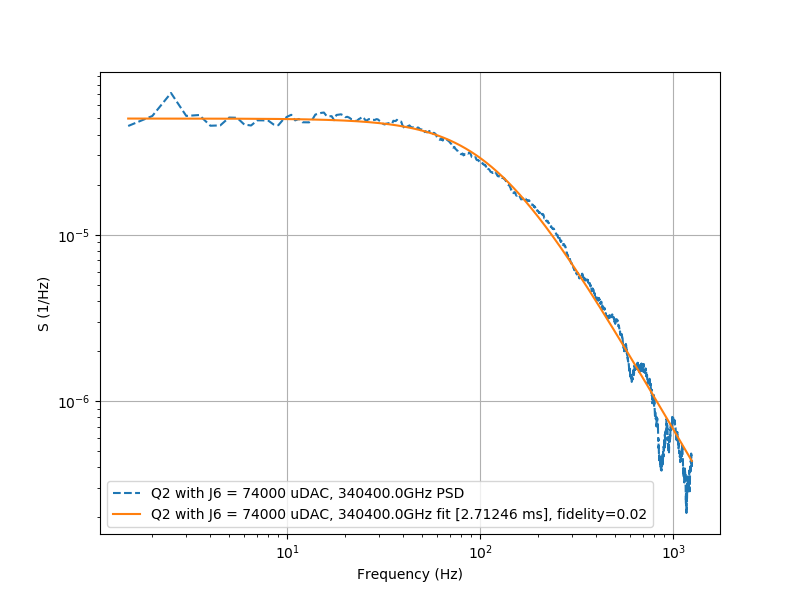 10⁻⁵
10⁻⁶
S (1/Hz)
Q2 with J6 = 74000 uDAC, 340400.0GHz PSD
Q2 with J6 = 74000 uDAC, 340400.0GHz fit [2.71246 ms], fidelity=0.02
10¹ 10² 10³
Frequency (Hz)